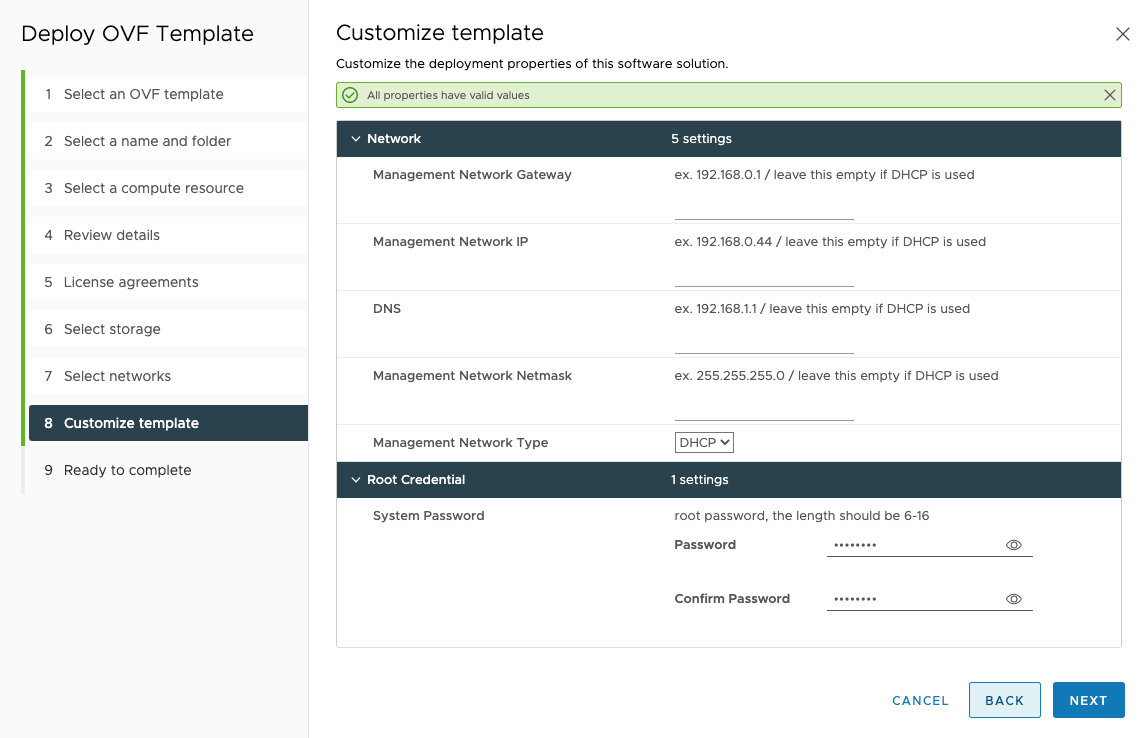 Deploy OVF Template
1 Select an OVF template
2 Select a name and folder
3 Select a compute resource
4 Review details
5 License agreements
6 Select storage
7 Select networks
8 Customize template
9 Ready to complete
Customize template
Customize the deployment properties of this software solution.
All properties have valid values
Network 5 settings
Management Network Gateway ex. 192.168.0.1 / leave this empty if DHCP is used
Management Network IP ex. 192.168.0.44 / leave this empty if DHCP is used
DNS ex. 192.168.1.1 / leave this empty if DHCP is used
Management Network Netmask ex. 255.255.255.0 / leave this empty if DHCP is used
Management Network Type DHCP
Root Credential 1 settings
System Password root password, the length should be 6-16
Password ••••••••
Confirm Password ••••••••
CANCEL BACK NEXT